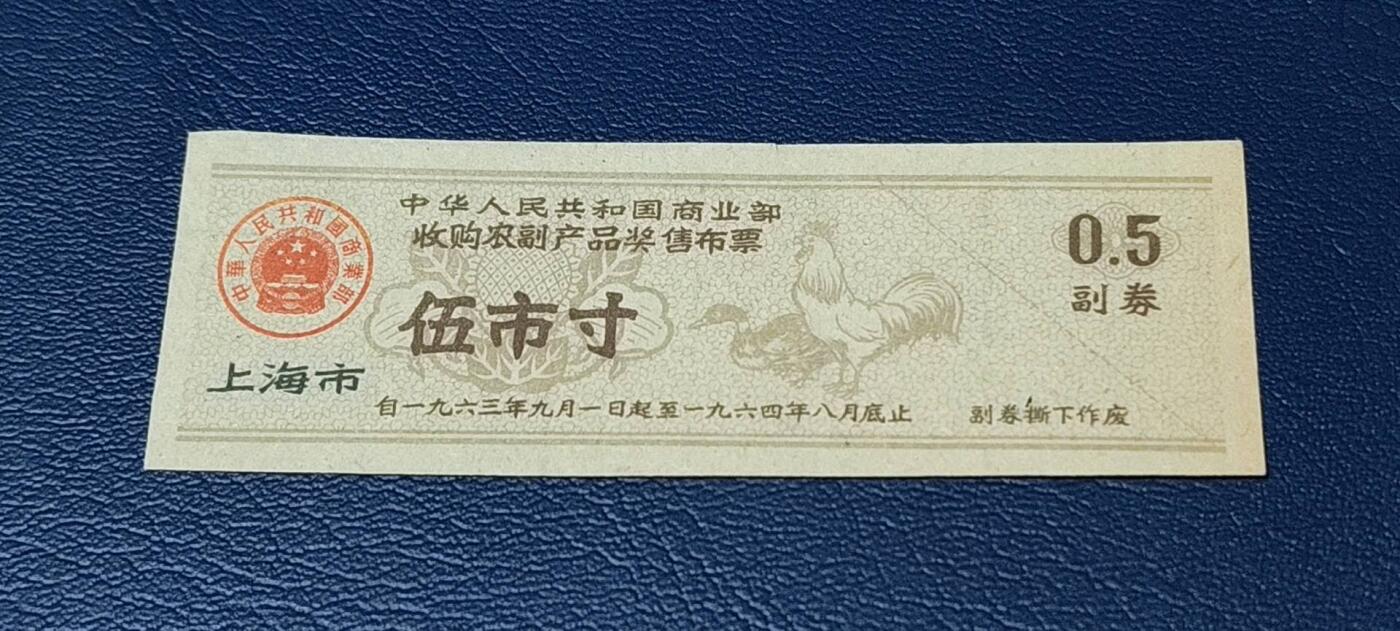 中华人民共和国商业部
收购农副产品奖售布票
中華人民共和國商業部
伍市寸
0.5
副券
上海市
自一九六三年九月一日起至一九六四年八月底止
副券撕下作废